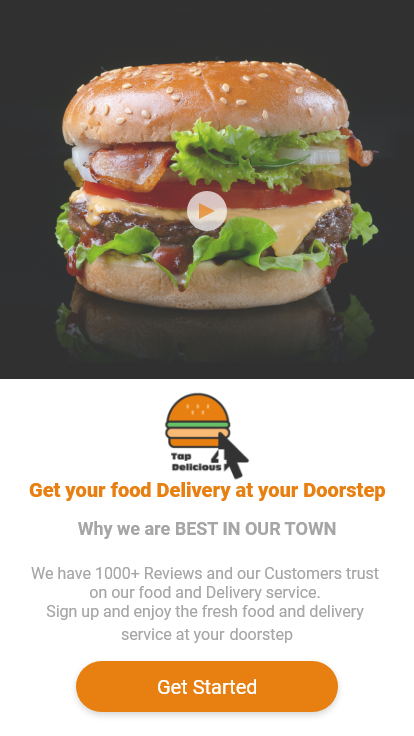 Tap
Delicious
Get your food Delivery at your Doorstep
Why we are BEST IN OUR TOWN
We have 1000+ Reviews and our Customers trust
on our food and Delivery service.
Sign up and enjoy the fresh food and delivery
service at your doorstep
Get Started